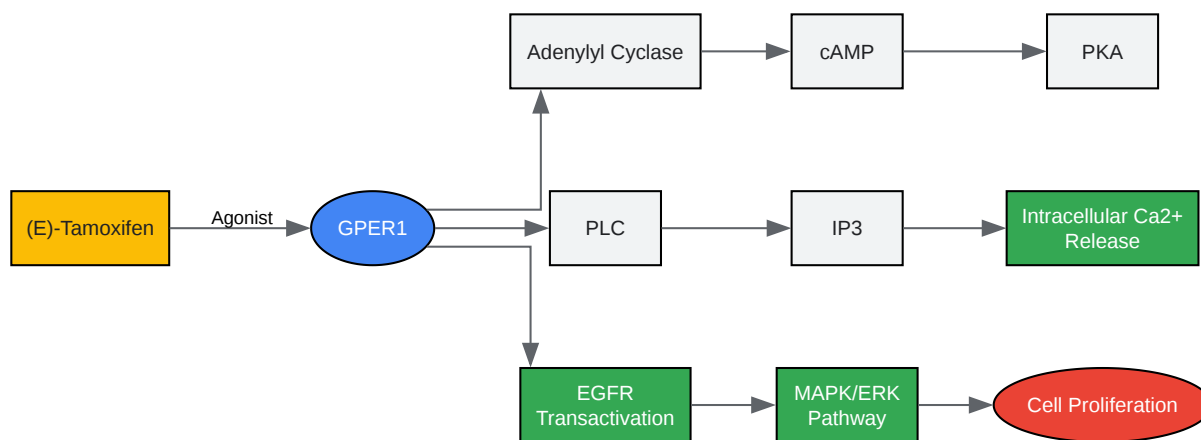 Adenylyl Cyclase
cAMP
PKA
(E)-Tamoxifen
Agonist
GPER1
PLC
IP3
Intracellular Ca2+
Release
EGFR
Transactivation
MAPK/ERK
Pathway
Cell Proliferation